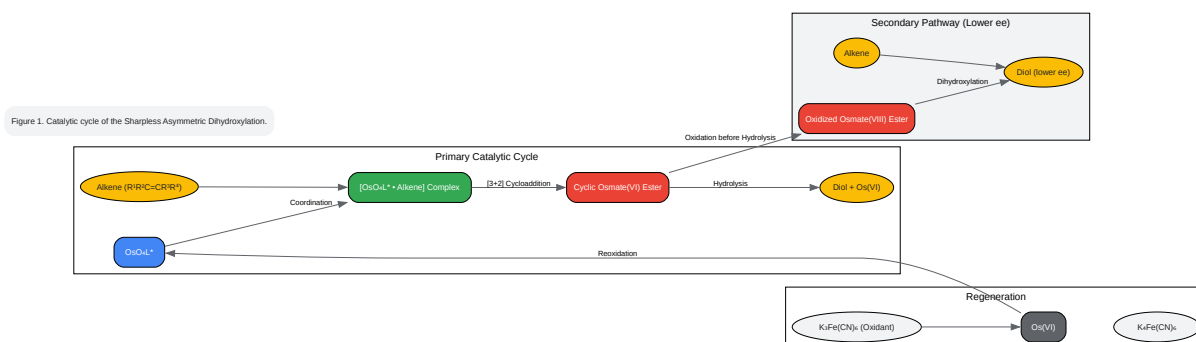 Secondary Pathway (Lower ee)
Alkene
Diol (lower ee)
Dihydroxylation
Oxidized Osmate(VIII) Ester
Figure 1. Catalytic cycle of the Sharpless Asymmetric Dihydroxylation.
Oxidation before Hydrolysis
Primary Catalytic Cycle
Alkene (R¹R²C=CR³R⁴)
[OsO₄L* • Alkene] Complex
[3+2] Cycloaddition
Cyclic Osmate(VI) Ester
Hydrolysis
Diol + Os(VI)
Coordination
OsO₄L*
Reoxidation
Regeneration
K₃Fe(CN)₆ (Oxidant)
Os(VI)
K₄Fe(CN)₆